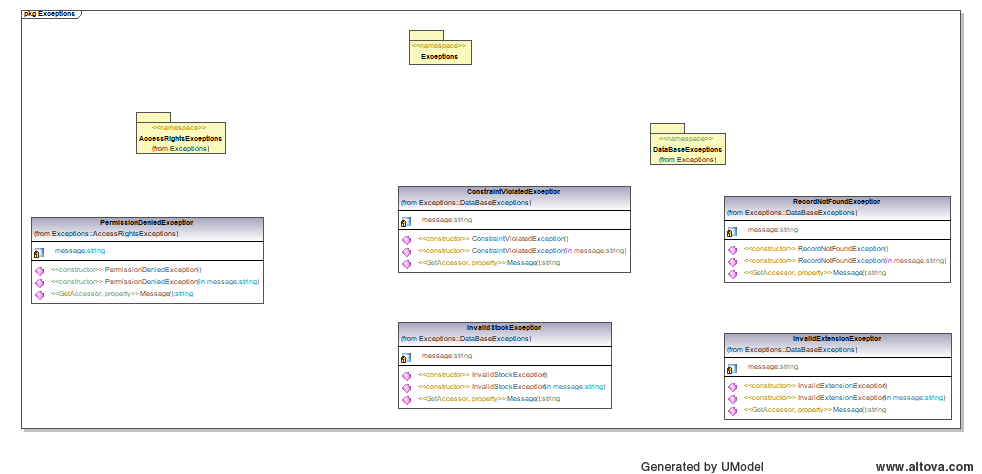 pkg Exceptions
<<namespace>>
Exceptions
<<namespace>>
AccessRightsExceptions
(from Exceptions)
<<namespace>>
DataBaseExceptions
(from Exceptions)
ConstraintViolatedException
(from Exceptions::DataBaseExceptions)
message:string
<<constructor>> ConstraintViolatedException()
<<constructor>> ConstraintViolatedException(in message:string)
<<GetAccessor, property>> Message():string
RecordNotFoundException
(from Exceptions::DataBaseExceptions)
message:string
<<constructor>> RecordNotFoundException()
<<constructor>> RecordNotFoundException(in message:string)
<<GetAccessor, property>> Message():string
PermissionDeniedException
(from Exceptions::AccessRightsExceptions)
message:string
<<constructor>> PermissionDeniedException()
<<constructor>> PermissionDeniedException(in message:string)
<<GetAccessor, property>> Message():string
InvalidStockException
(from Exceptions::DataBaseExceptions)
message:string
<<constructor>> InvalidStockException()
<<constructor>> InvalidStockException(in message:string)
<<GetAccessor, property>> Message():string
InvalidExtensionException
(from Exceptions::DataBaseExceptions)
message:string
<<constructor>> InvalidExtensionException()
<<constructor>> InvalidExtensionException(in message:string)
<<GetAccessor, property>> Message():string
Generated by UModel
www.altova.com